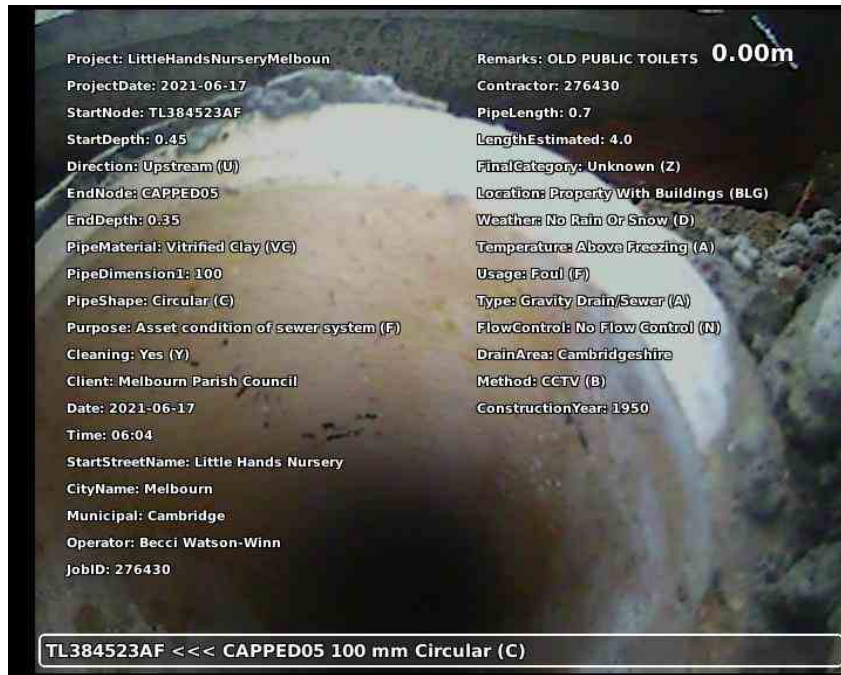 Project: LittleHandsNurseryMelboun
ProjectDate: 2021-06-17
StartNode: TL384523AF
StartDepth: 0.45
Direction: Upstream (U)
EndNode: CAPPED05
EndDepth: 0.35
PipeMaterial: Vitrified Clay (VC)
PipeDimension1: 100
PipeShape: Circular (C)
Purpose: Asset condition of sewer system (F)
Cleaning: Yes (Y)
Client: Melbourn Parish Council
Date: 2021-06-17
Time: 06:04
StartStreetName: Little Hands Nursery
CityName: Melbourn
Municipal: Cambridge
Operator: Becci Watson-Winn
JobID: 276430
Remarks: OLD PUBLIC TOILETS
0.00m
Contractor: 276430
PipeLength: 0.7
LengthEstimated: 4.0
FinalCategory: Unknown (Z)
Location: Property With Buildings (BLG)
Weather: No Rain Or Snow (D)
Temperature: Above Freezing (A)
Usage: Foul (F)
Type: Gravity Drain/Sewer (A)
FlowControl: No Flow Control (N)
DrainArea: Cambridgeshire
Method: CCTV (B)
ConstructionYear: 1950
TL384523AF <<< CAPPED05 100 mm Circular (C)